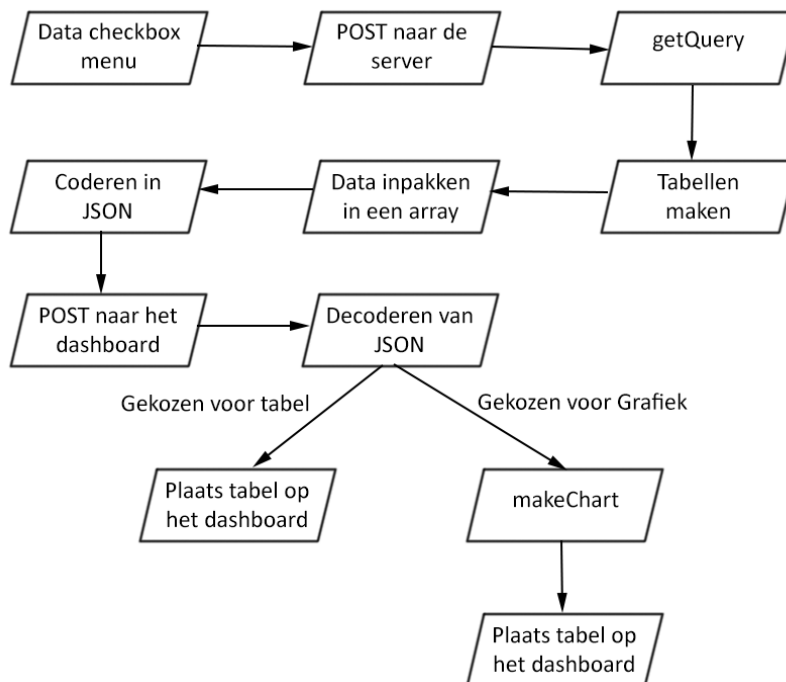 Data checkbox
menu
POST naar de
server
getQuery
Coderen in
JSON
Data inpakken
in een array
Tabellen
maken
POST naar het
dashboard
Decoderen van
JSON
Gekozen voor tabel
Gekozen voor Grafiek
Plaats tabel op
het dashboard
makeChart
Plaats tabel op
het dashboard